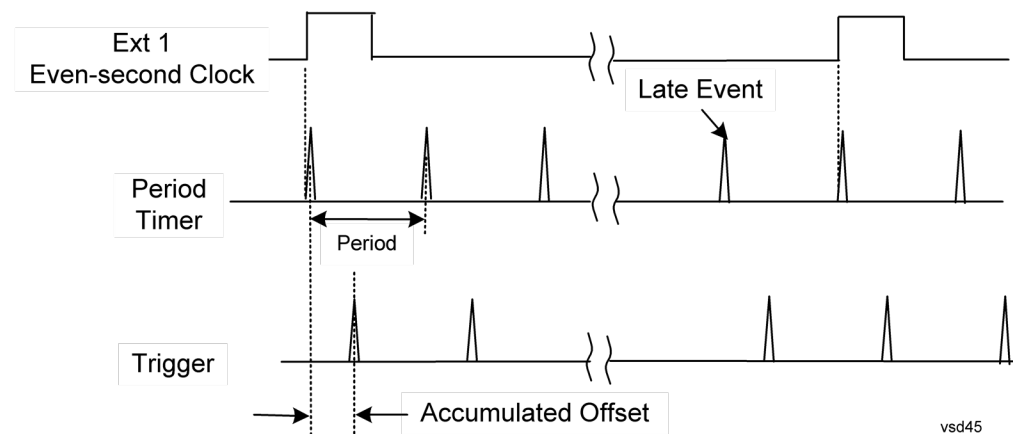 Ext 1
Even-second Clock
Late Event
Period
Timer
Period
Trigger
Accumulated Offset
vsd45